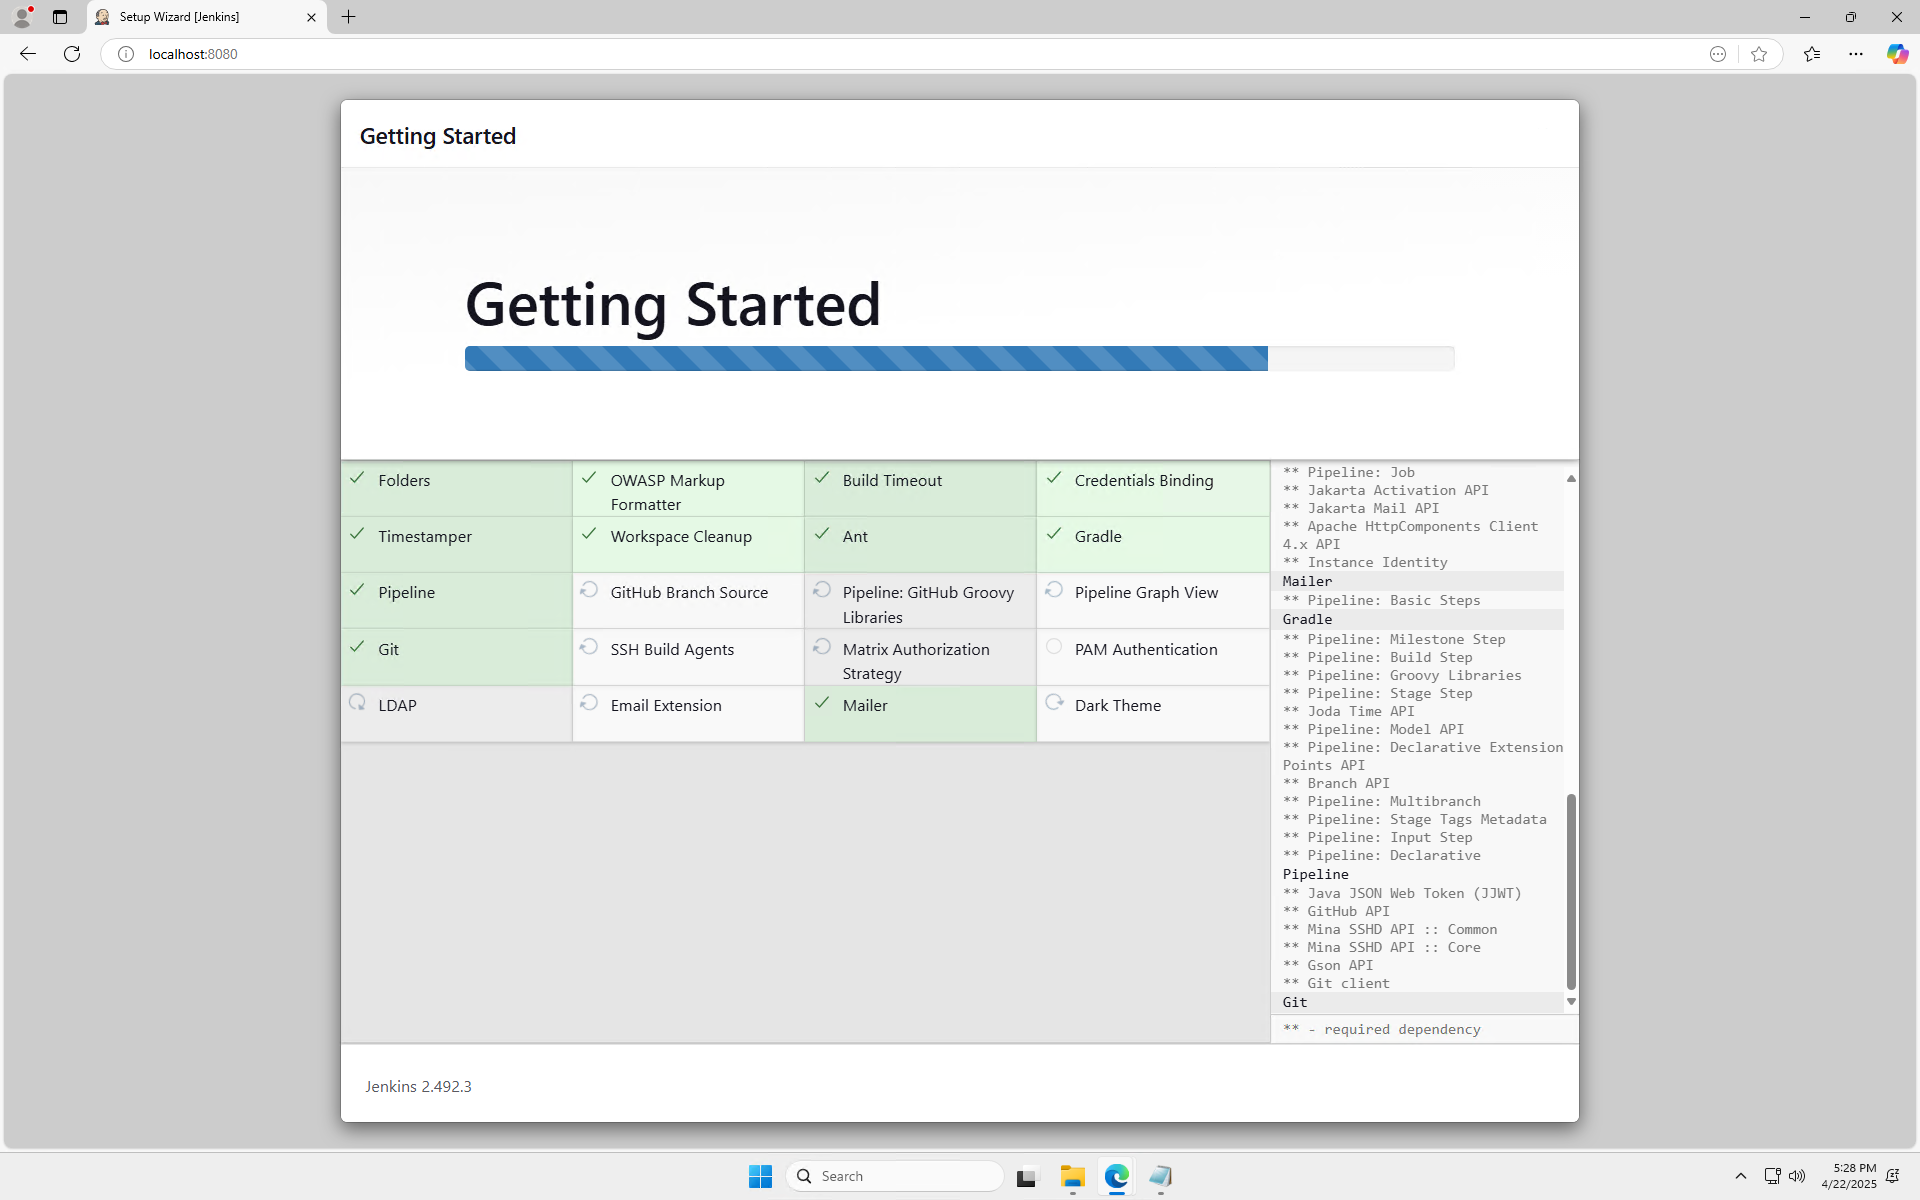 Setup Wizard [Jenkins]
localhost:8080
Getting Started
Getting Started
Folders
OWASP Markup
Formatter
Build Timeout
Credentials Binding
Timestamper
Workspace Cleanup
Ant
Gradle
Pipeline
GitHub Branch Source
Pipeline: GitHub Groovy
Libraries
Pipeline Graph View
Git
SSH Build Agents
Matrix Authorization
Strategy
PAM Authentication
LDAP
Email Extension
Mailer
Dark Theme
** Pipeline: Job
** Jakarta Activation API
** Jakarta Mail API
** Apache HttpComponents Client
4.x API
** Instance Identity
Mailer
** Pipeline: Basic Steps
Gradle
** Pipeline: Milestone Step
** Pipeline: Build Step
** Pipeline: Groovy Libraries
** Pipeline: Stage Step
** Joda Time API
** Pipeline: Model API
** Pipeline: Declarative Extension
Points API
** Branch API
** Pipeline: Multibranch
** Pipeline: Stage Tags Metadata
** Pipeline: Input Step
** Pipeline: Declarative
Pipeline
** Java JSON Web Token (JJWT)
** GitHub API
** Mina SSHD API :: Common
** Mina SSHD API :: Core
** Gson API
** Git client
Git
** - required dependency
Jenkins 2.492.3
Search
5:28 PM
4/22/2025